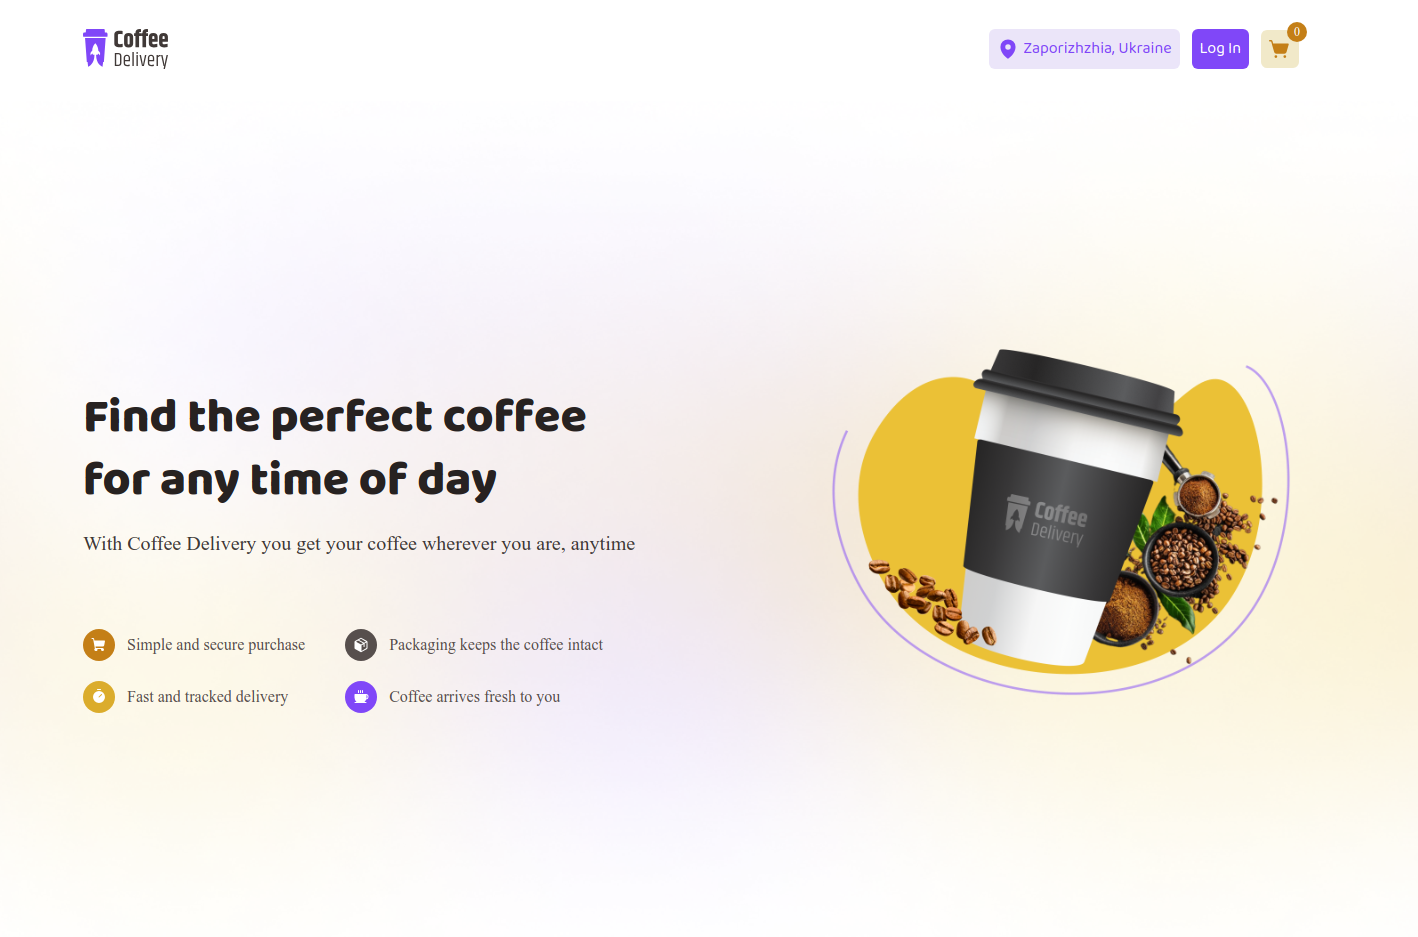 Coffee
Delivery
Zaporizhzhia, Ukraine
Log In
0
Find the perfect coffee
for any time of day
With Coffee Delivery you get your coffee wherever you are, anytime
Coffee
Delivery
Simple and secure purchase
Packaging keeps the coffee intact
Fast and tracked delivery
Coffee arrives fresh to you